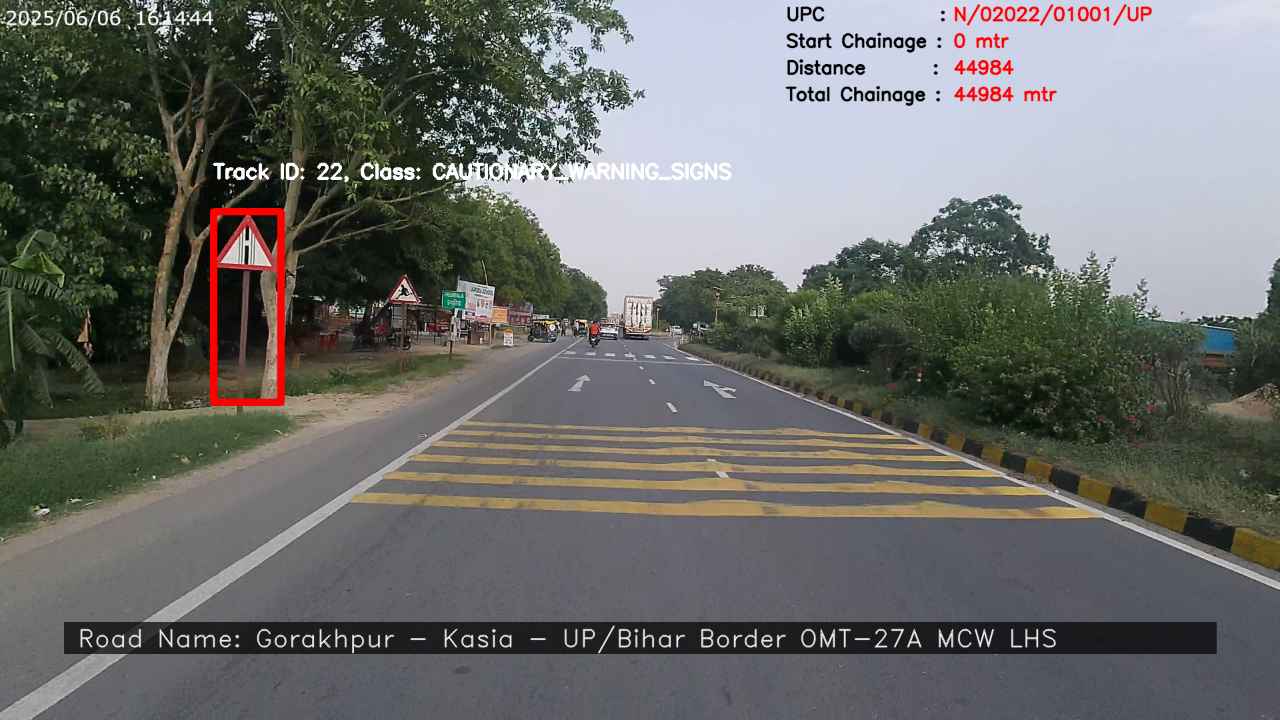 2025/06/06 16:14:44
UPC : N/02022/01001/UP
Start Chainage : 0 mtr
Distance : 44984
Total Chainage : 44984 mtr
Track ID: 22, Class: CAUTIONARY_WARNING_SIGNS
Road Name: Gorakhpur - Kasia - UP/Bihar Border OMT-27A MCW LHS